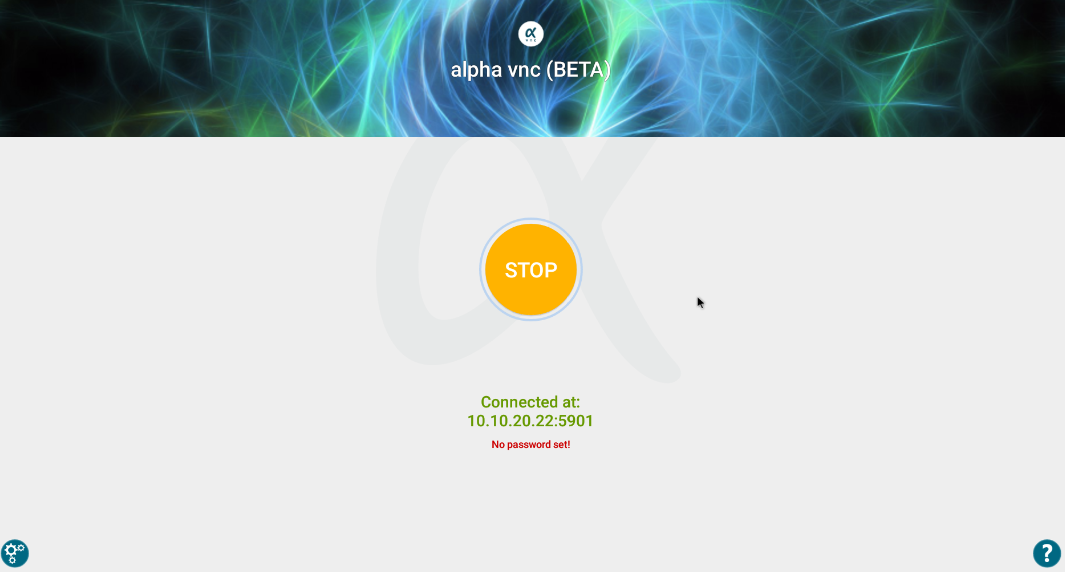 alpha vnc (BETA)
STOP
Connected at:
10.10.20.22:5901
No password set!
?